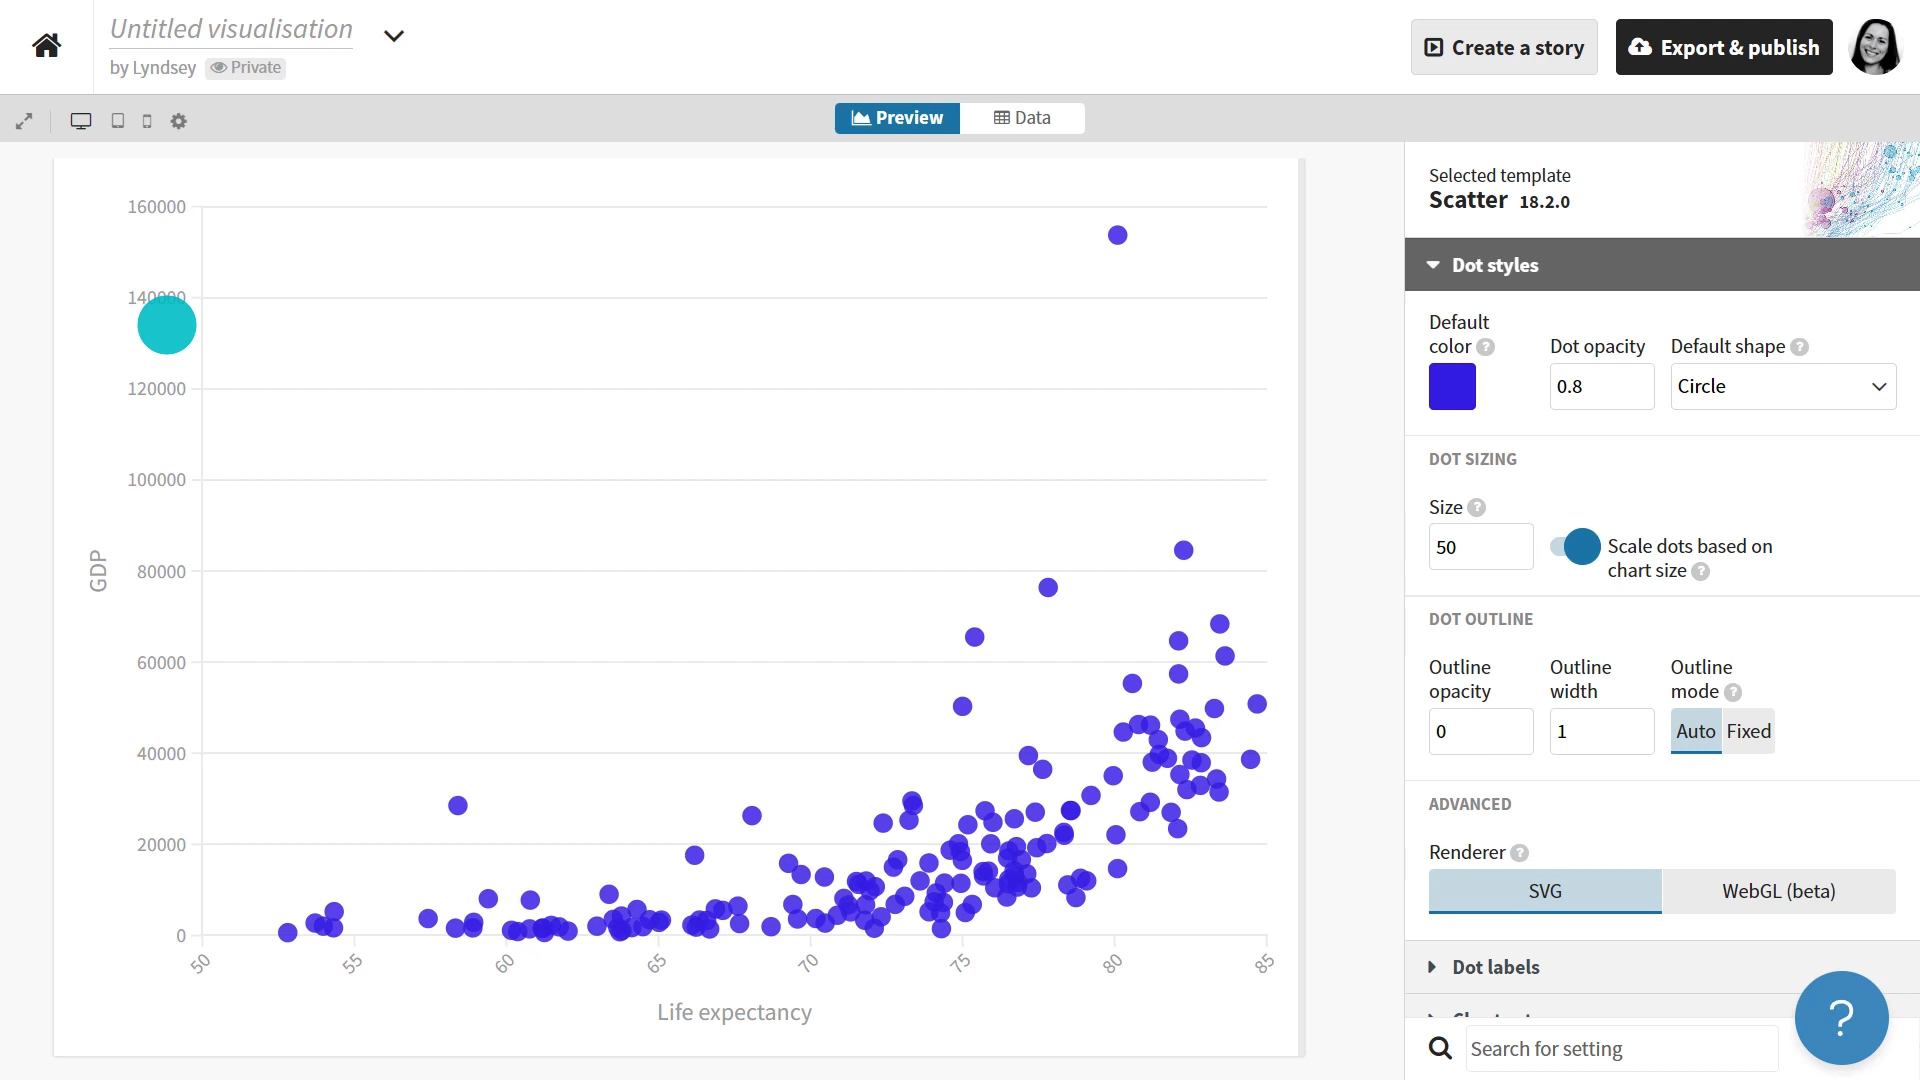 Untitled visualisation
by Lyndsey Private
Create a story
Export & publish
Preview
Data
160000
120000
100000
80000
60000
40000
20000
0
GDP
50
55
60
65
70
75
80
85
Life expectancy
Selected template
Scatter 18.2.0
Dot styles
Default
color ?
Dot opacity
Default shape ?
0.8
Circle
DOT SIZING
Size ?
50
Scale dots based on
chart size ?
DOT OUTLINE
Outline
opacity
Outline
width
Outline
mode ?
0
1
Auto Fixed
ADVANCED
Renderer ?
SVG
WebGL (beta)
Dot labels
?
Search for setting